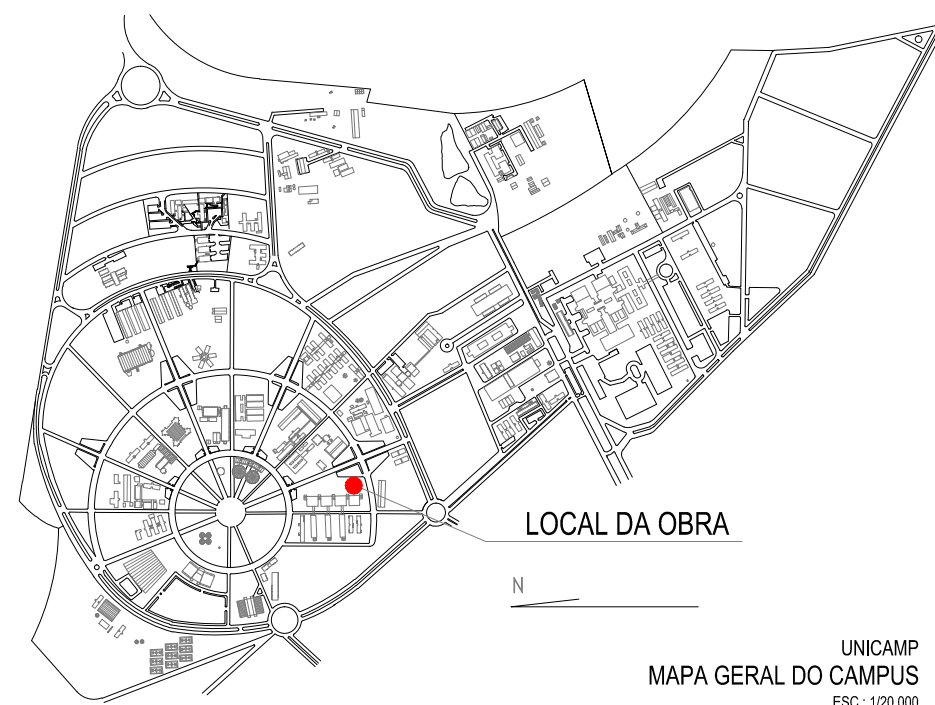 LOCAL DA OBRA
N
UNICAMP
MAPA GERAL DO CAMPUS
ESC.: 1/20.000